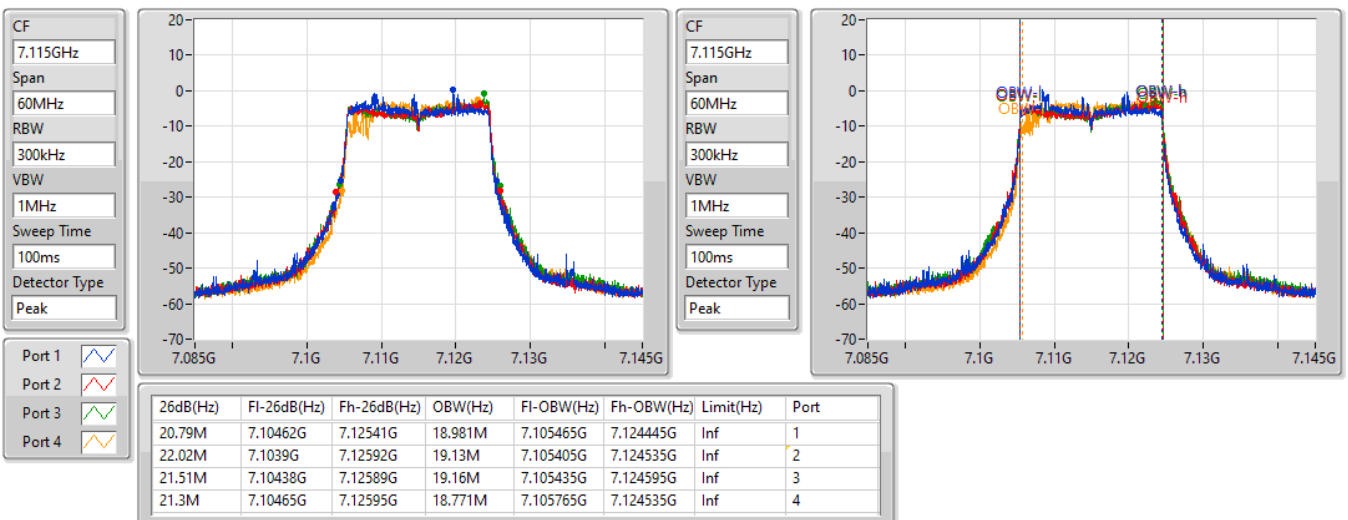 CF
7.115GHz
Span
60MHz
RBW
300kHz
VBW
1MHz
Sweep Time
100ms
Detector Type
Peak
20
10
0
-10
-20
-30
-40
-50
-60
-70
7.085G 7.1G 7.11G 7.12G 7.13G 7.145G
CF
7.115GHz
Span
60MHz
RBW
300kHz
VBW
1MHz
Sweep Time
100ms
Detector Type
Peak
20
10
0
-10
-20
-30
-40
-50
-60
-70
OBW-l OBW-h
7.085G 7.1G 7.11G 7.12G 7.13G 7.145G
Port 1
Port 2
Port 3
Port 4
26dB(Hz) Fl-26dB(Hz) Fh-26dB(Hz) OBW(Hz) Fl-OBW(Hz) Fh-OBW(Hz) Limit(Hz) Port
20.79M 7.10462G 7.12541G 18.981M 7.105465G 7.124445G Inf 1
22.02M 7.1039G 7.12592G 19.13M 7.105405G 7.124535G Inf 2
21.51M 7.10438G 7.12589G 19.16M 7.105435G 7.124595G Inf 3
21.3M 7.10465G 7.12595G 18.771M 7.105765G 7.124535G Inf 4